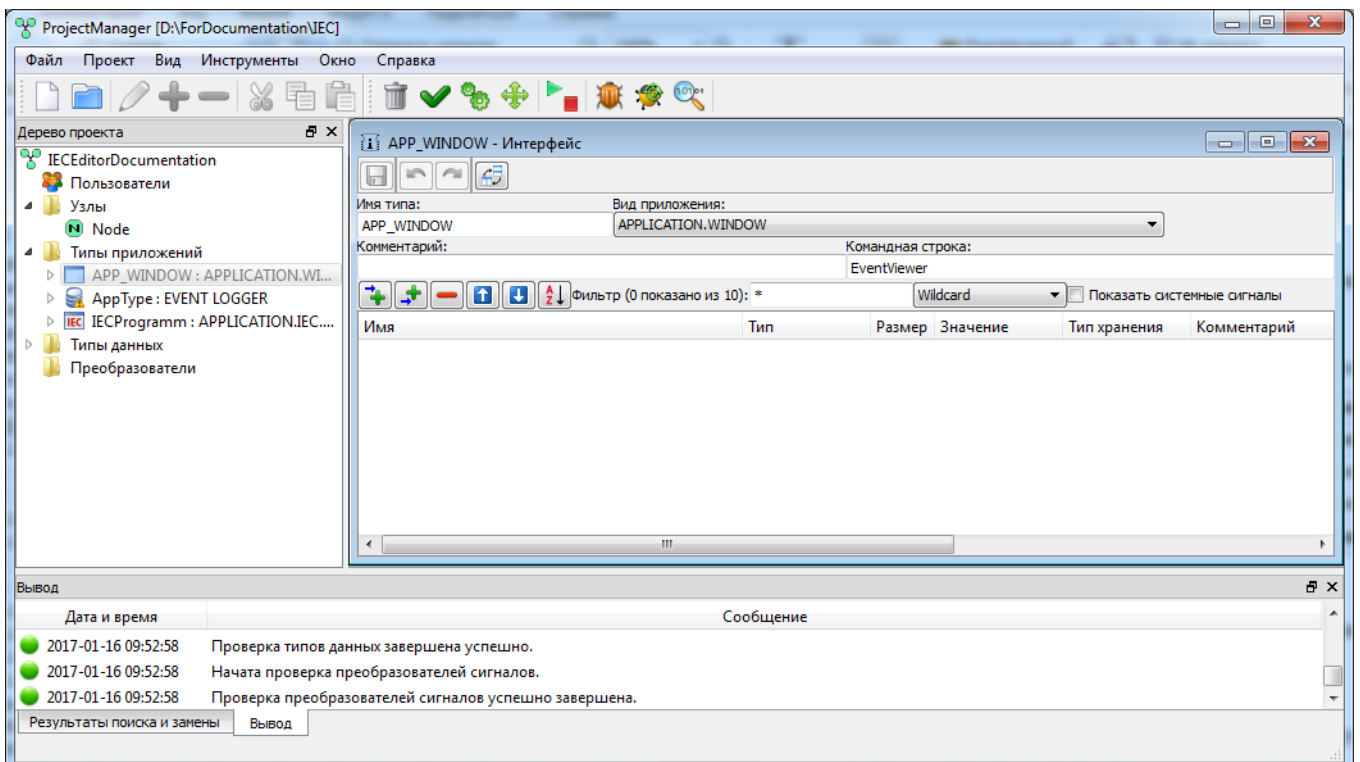 ProjectManager [D:\ForDocumentation\IEC]
Файл Проект Вид Инструменты Окно Справка
Дерево проекта
IECEditorDocumentation
Пользователи
Узлы
Node
Типы приложений
APP_WINDOW : APPLICATION.WI...
AppType : EVENT LOGGER
IECProgramm : APPLICATION.IEC....
Типы данных
Преобразователи
APP_WINDOW - Интерфейс
Имя типа: Вид приложения:
APP_WINDOW APPLICATION.WINDOW
Комментарий: Командная строка:
EventViewer
Фильтр (0 показано из 10): * Wildcard Показать системные сигналы
Имя Тип Размер Значение Тип хранения Комментарий
Вывод
Дата и время Сообщение
2017-01-16 09:52:58 Проверка типов данных завершена успешно.
2017-01-16 09:52:58 Начата проверка преобразователей сигналов.
2017-01-16 09:52:58 Проверка преобразователей сигналов успешно завершена.
Результаты поиска и замены Вывод